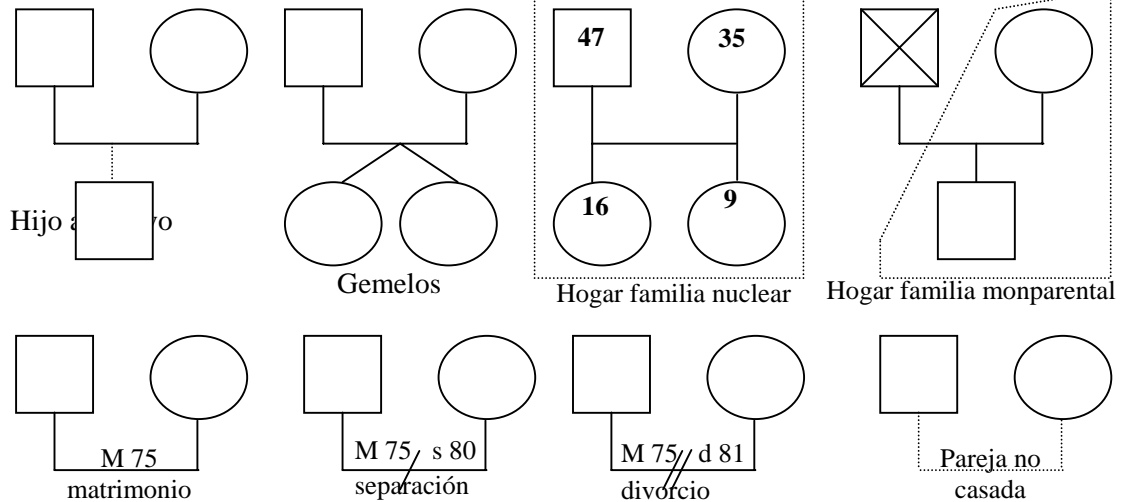 47
35
16
9
Hijo a vo
Gemelos
Hogar familia nuclear
Hogar familia monparental
M 75
matrimonio
M 75 s 80
separación
M 75 d 81
divorcio
Pareja no
casada